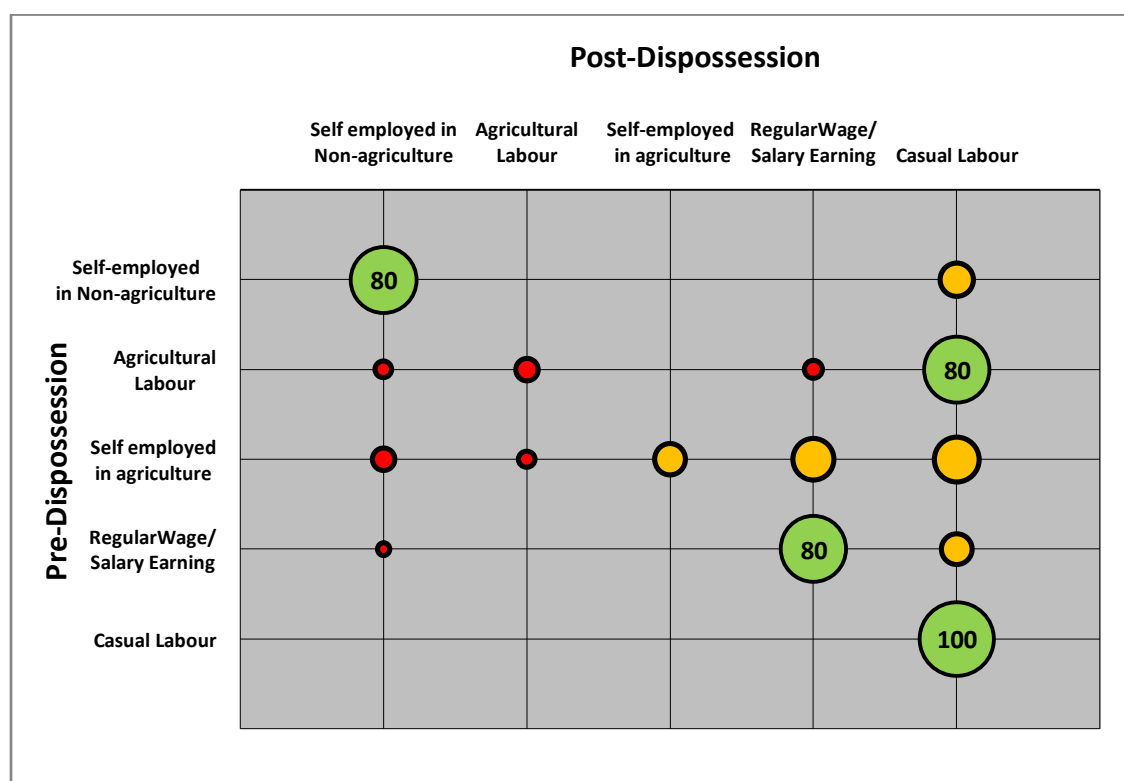 Post-Dispossession
Self employed in
Non-agriculture
Agricultural
Labour
Self-employed
in agriculture
RegularWage/
Salary Earning
Casual Labour
Pre-Dispossession
Self-employed
in Non-agriculture
80
Agricultural
Labour
80
Self employed
in agriculture
RegularWage/
Salary Earning
80
Casual Labour
100